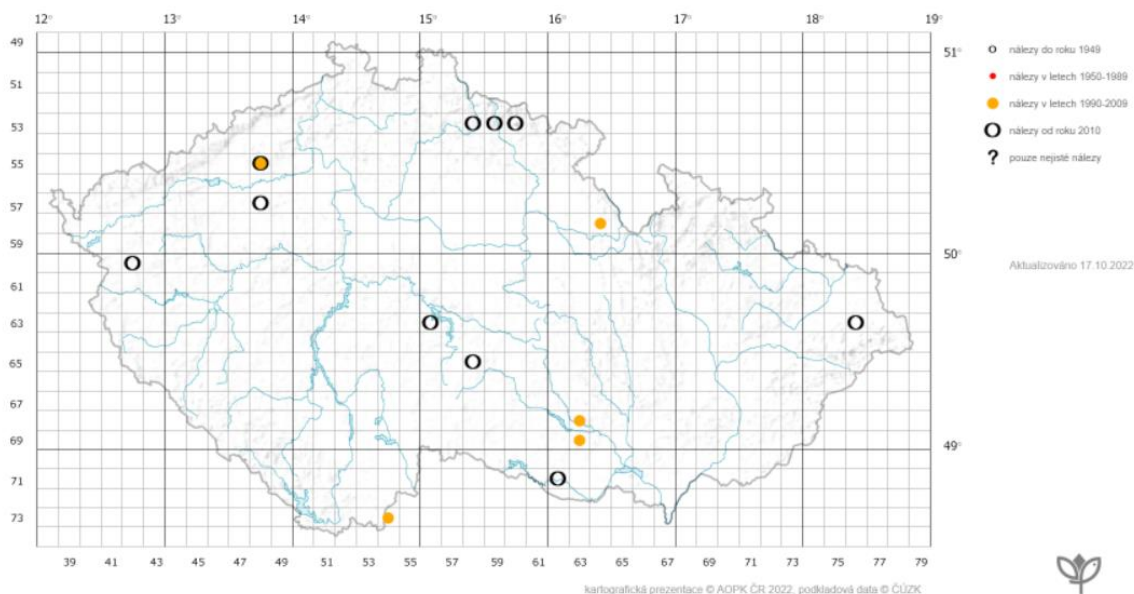 12° 13° 14° 15° 16° 17° 18° 19°
49
51
53
55
57
59
61
63
65
67
69
71
73
51°
50°
49°
39 41 43 45 47 49 51 53 55 57 59 61 63 65 67 69 71 73 75 77 79
nálezy do roku 1949
nálezy v letech 1950-1989
nálezy v letech 1990-2009
nálezy od roku 2010
? pouze nejisté nálezy
Aktualizováno 17.10.2022
kartografická prezentace © AOPK ČR 2022, podkladová data © ČÚZK